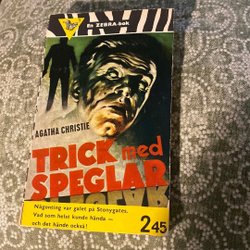 En ZEBRA-bok
AGATHA CHRISTIE
TRICK med
SPEGLAR
Någonting var galet på Stonygates.
Vad som helst kunde hända —
och det hände också!
2 45